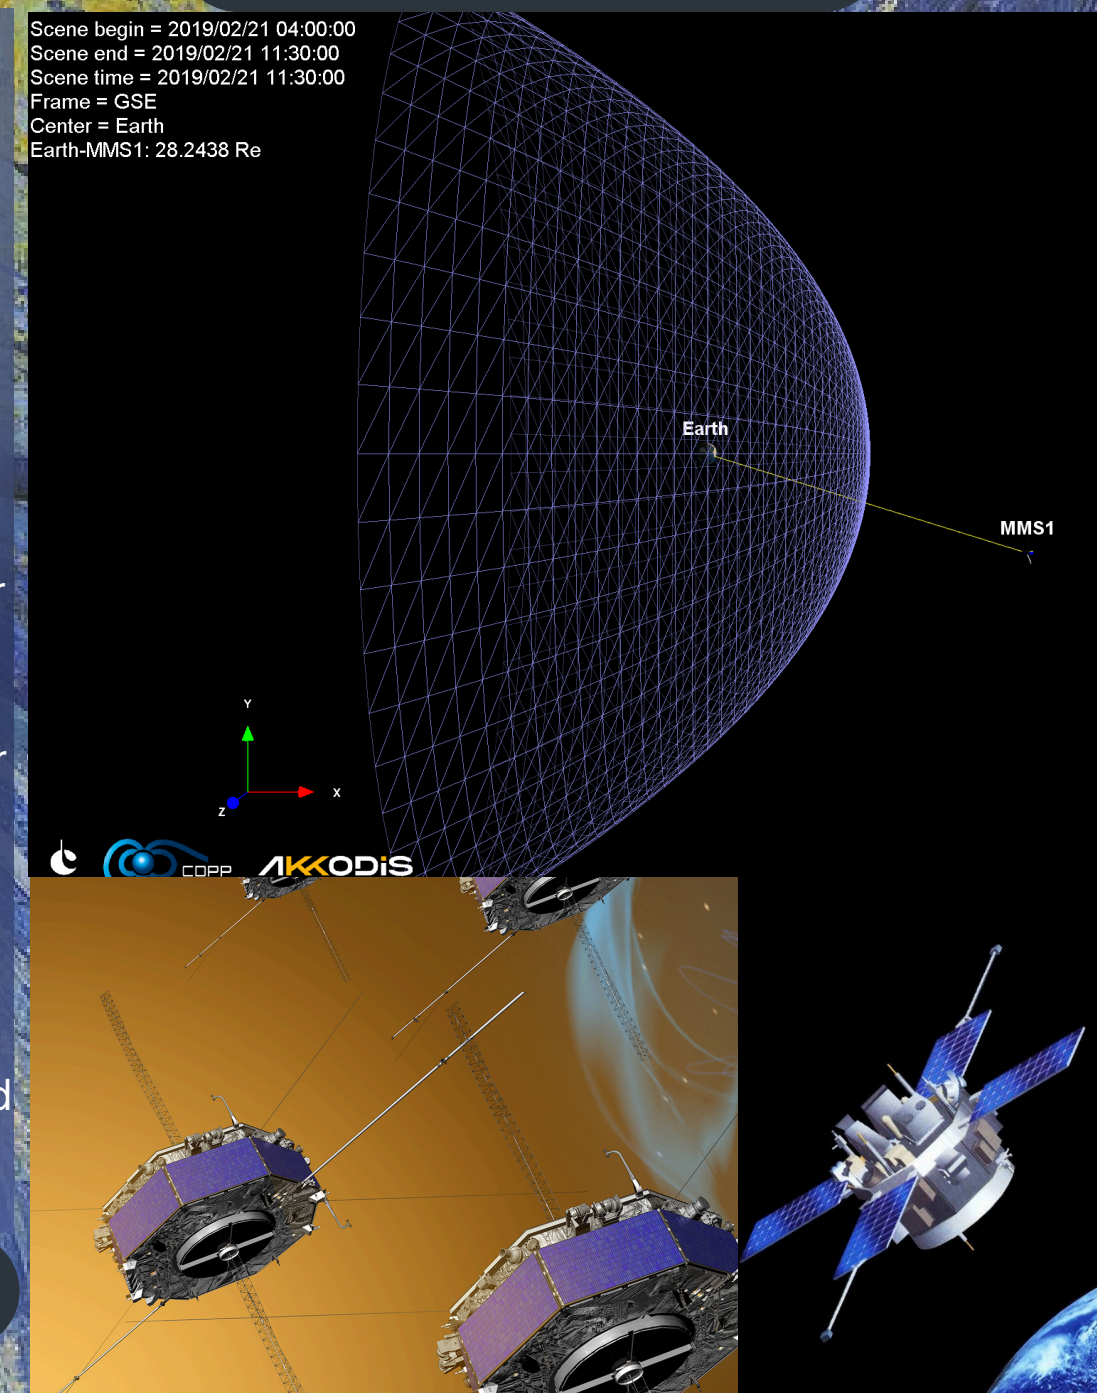 Scene begin = 2019/02/21 04:00:00
Scene end = 2019/02/21 11:30:00
Scene time = 2019/02/21 11:30:00
Frame = GSE
Center = Earth
Earth-MMS1: 28.2438 Re
Earth
MMS1
Y
X
Z
CDPP
AKKODiS